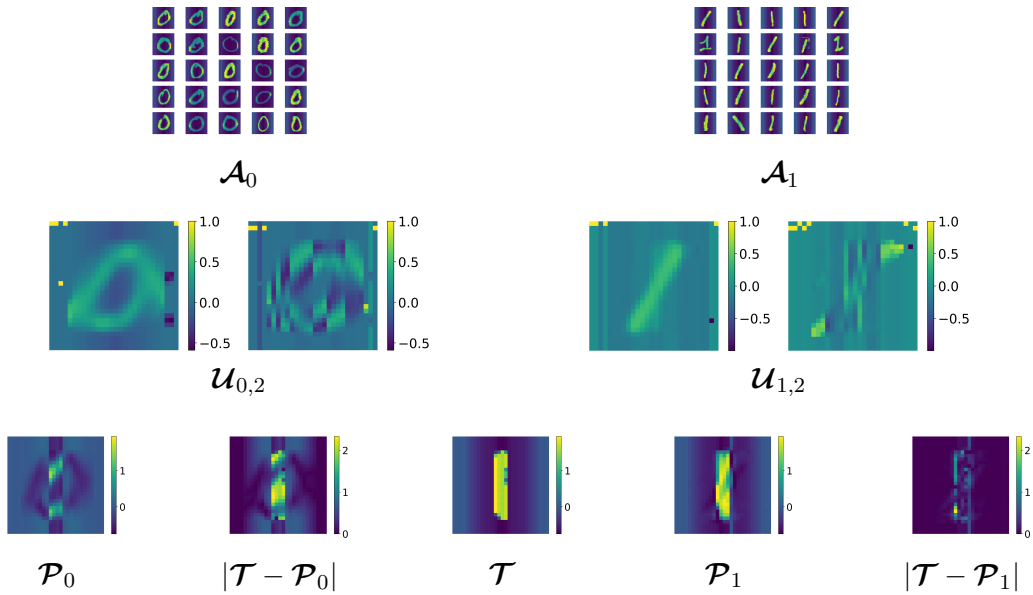 𝓐₀ 𝓐₁
1.0 1.0 1.0 1.0
0.5 0.5 0.5 0.5
0.0 0.0 0.0 0.0
−0.5 −0.5 −0.5 −0.5
𝓤₀,₂ 𝓤₁,₂
1 2 1 1 2
0 1 0 0 1
0 0
𝓟₀ |𝓣 − 𝓟₀| 𝓣 𝓟₁ |𝓣 − 𝓟₁|